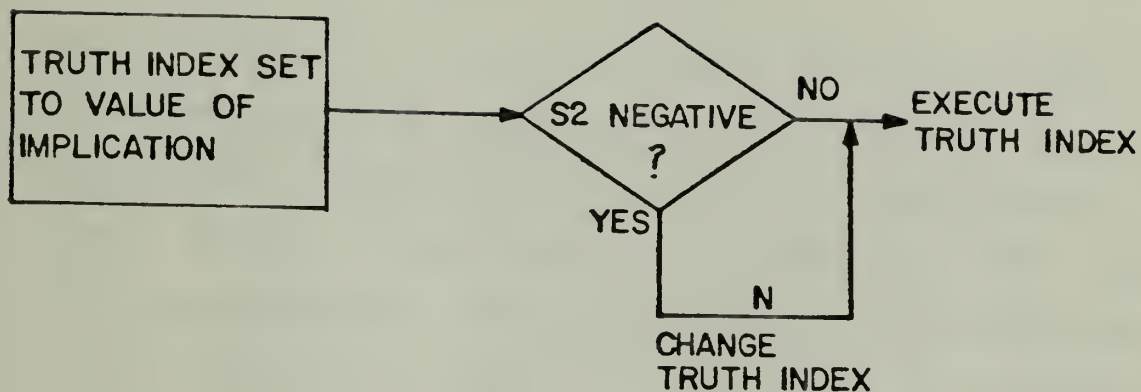 TRUTH INDEX SET
TO VALUE OF
IMPLICATION
S2 NEGATIVE
?
NO
EXECUTE
TRUTH INDEX
YES
N
CHANGE
TRUTH INDEX